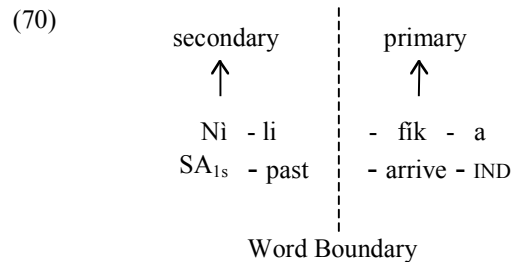 (70)
secondary primary
Nì - li - fík - a
SA1s - past - arrive - IND
Word Boundary